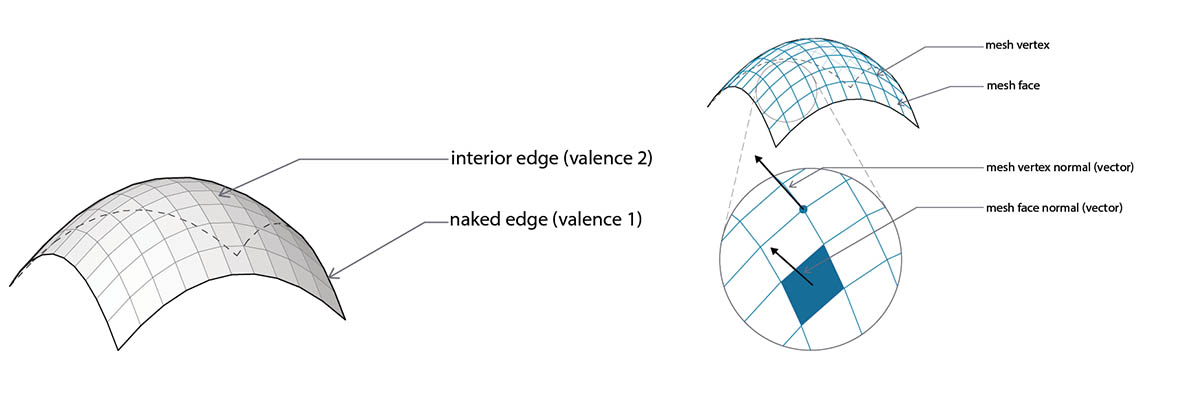 interior edge (valence 2)
naked edge (valence 1)
mesh vertex
mesh face
mesh vertex normal (vector)
mesh face normal (vector)